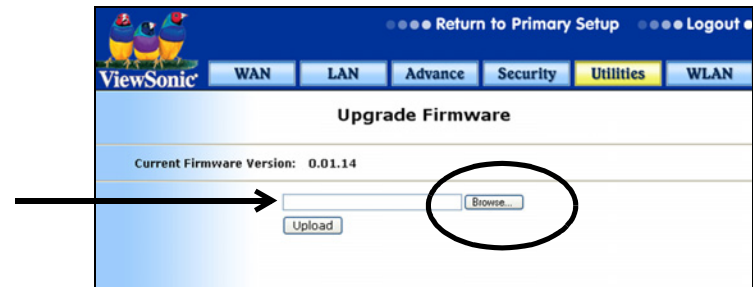 Return to Primary Setup Logout
ViewSonic WAN LAN Advance Security Utilities WLAN
Upgrade Firmware
Current Firmware Version: 0.01.14
Browse...
Upload